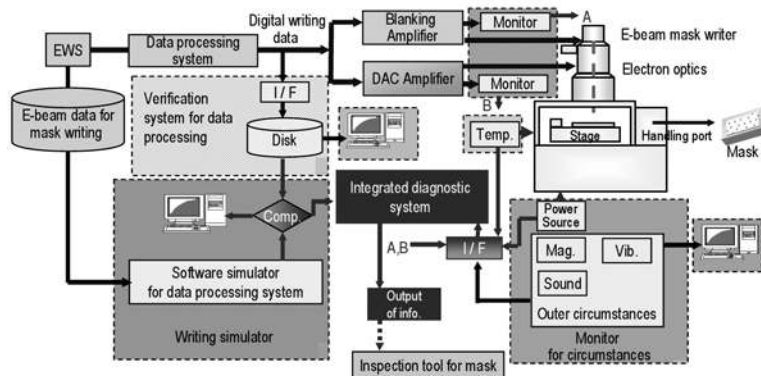 Digital writing
data
EWS
Data processing
system
Blanking
Amplifier
Monitor
A
E-beam mask writer
DAC Amplifier
Monitor
B
Electron optics
E-beam data for
mask writing
Verification
system for data
processing
I / F
Disk
Temp.
Stage
Handling port
Mask
Comp.
Integrated diagnostic
system
Power
Source
A,B
I / F
Mag.
Vib.
Sound
Outer circumstances
Software simulator
for data processing system
Writing simulator
Output
of info.
Monitor
for circumstances
Inspection tool for mask